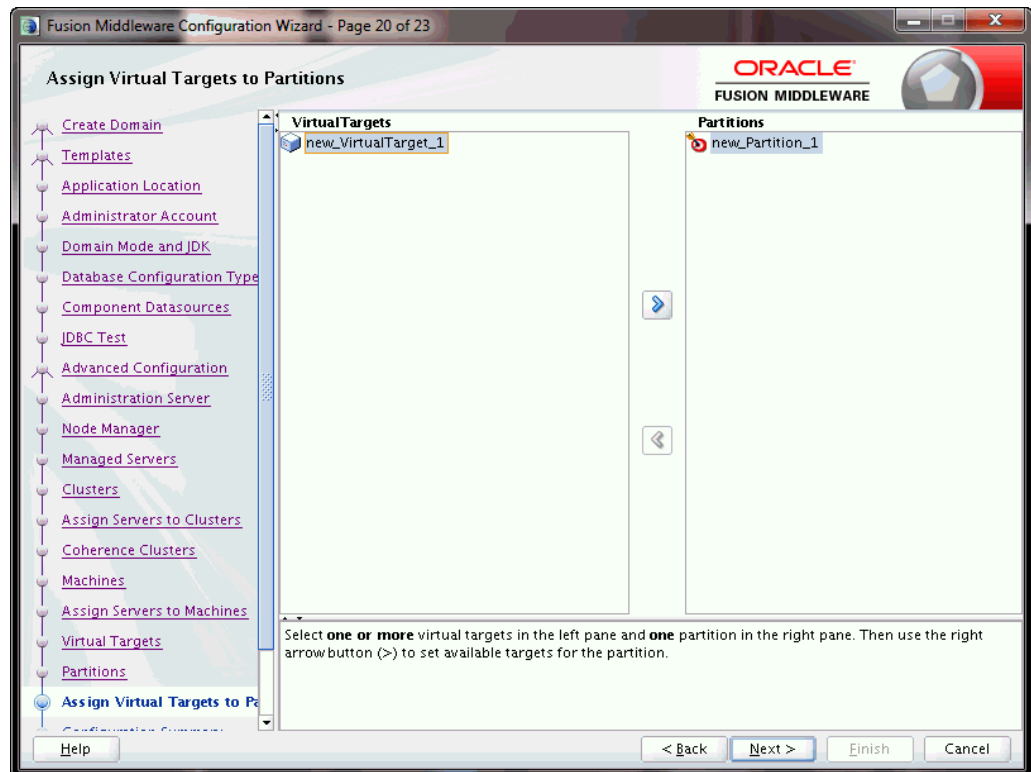 Fusion Middleware Configuration Wizard - Page 20 of 23
Assign Virtual Targets to Partitions
ORACLE
FUSION MIDDLEWARE
Create Domain
Templates
Application Location
Administrator Account
Domain Mode and JDK
Database Configuration Type
Component Datasources
JDBC Test
Advanced Configuration
Administration Server
Node Manager
Managed Servers
Clusters
Assign Servers to Clusters
Coherence Clusters
Machines
Assign Servers to Machines
Virtual Targets
Partitions
Assign Virtual Targets to Pa
VirtualTargets
new_VirtualTarget_1
Partitions
new_Partition_1
Select one or more virtual targets in the left pane and one partition in the right pane. Then use the right
arrow button (>) to set available targets for the partition.
Help
< Back
Next >
Finish
Cancel